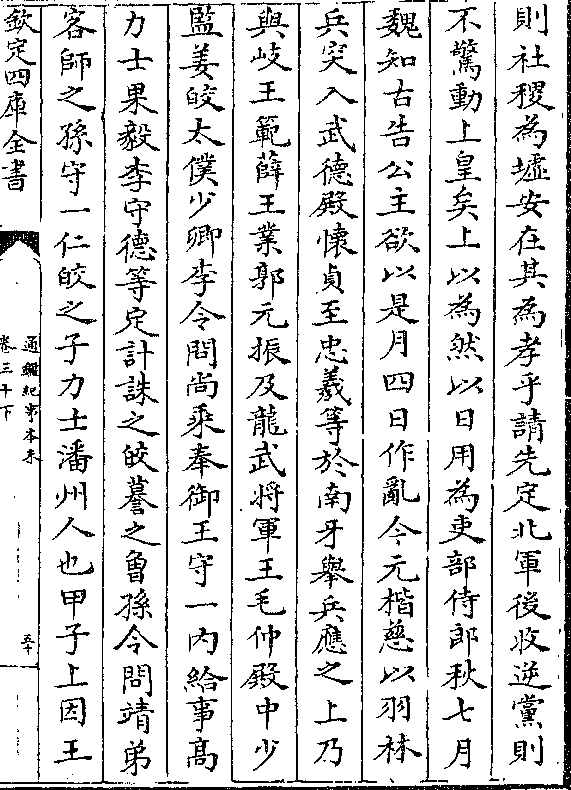 則社稷為墟安在其為孝乎請先定北軍後收逆黨則
不驚動上皇矣上以為然以日用為吏部侍郎秋七月
魏知古告公主欲以是月四日作亂令元楷慈以羽林
兵突入武德殿懷貞至忠羲等於南牙舉兵應之上乃
與岐王範薛王業郭元振及龍武將軍王毛仲殿中少
監姜皎太僕少卿李令問尚乘奉御王守一內給事高
力士果毅李守德等定計誅之皎謩之曾孫令問靖弟
客師之孫守一仁皎之子力士潘州人也甲子上因王
欽定四庫全書
通鑑紀事本末
卷三十下
五十